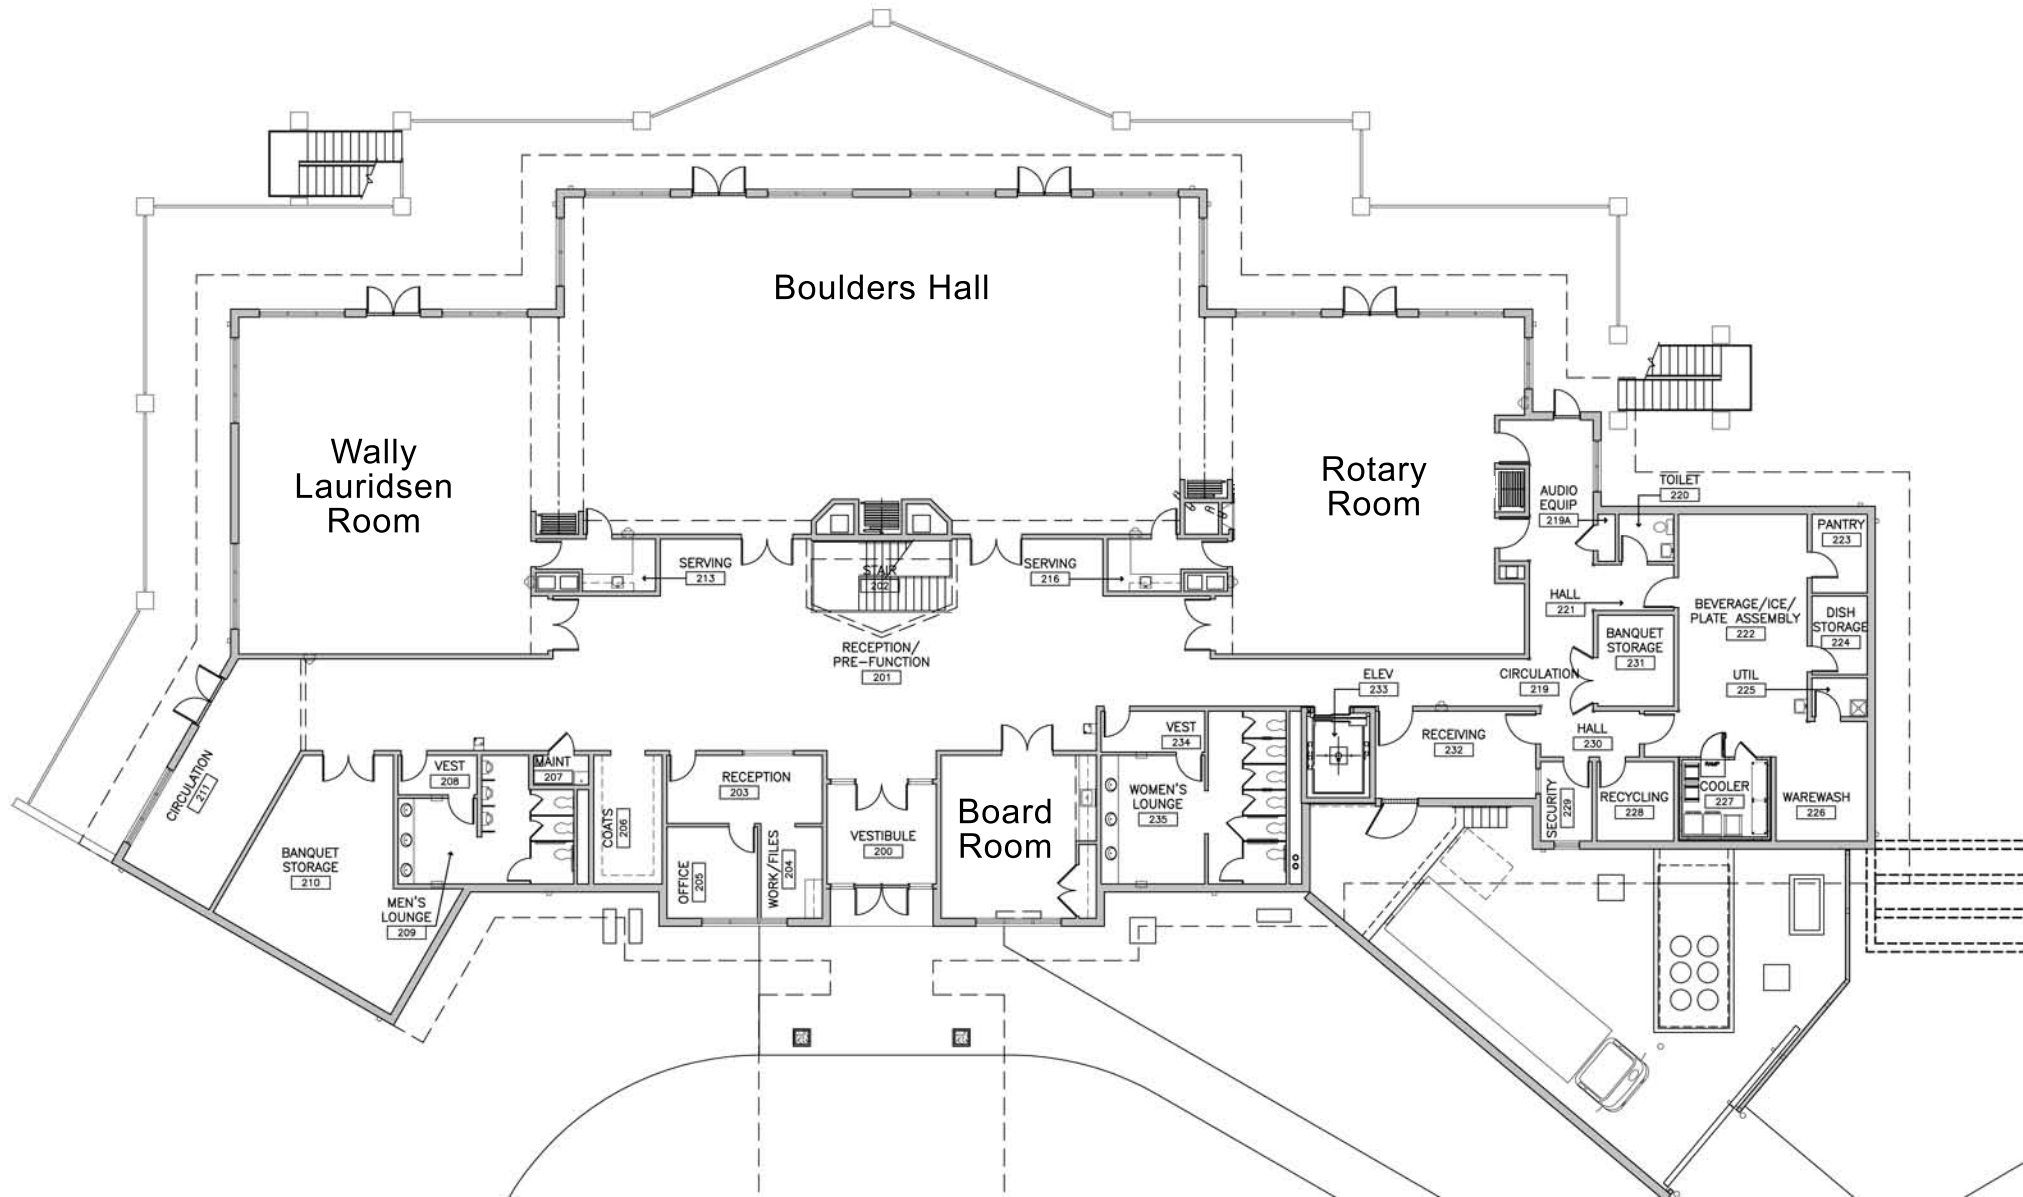 Boulders Hall
Wally
Lauridsen
Room
Rotary
Room
AUDIO
EQUIP
219A
TOILET
220
PANTRY
223
SERVING
213
STAIR
202
SERVING
216
HALL
221
BEVERAGE/ICE/
PLATE ASSEMBLY
222
DISH
STORAGE
224
BANQUET
STORAGE
231
RECEPTION/
PRE-FUNCTION
201
ELEV
233
CIRCULATION
219
UTIL
225
VEST
234
RECEIVING
232
HALL
230
CIRCULATION
211
VEST
208
MAINT
207
RECEPTION
203
WOMEN'S
LOUNGE
235
Board
Room
COATS
206
VESTIBULE
200
SECURITY
229
RECYCLING
228
RAMP
COOLER
227
WAREWASH
226
BANQUET
STORAGE
210
MEN'S
LOUNGE
209
OFFICE
205
WORK/FILES
204